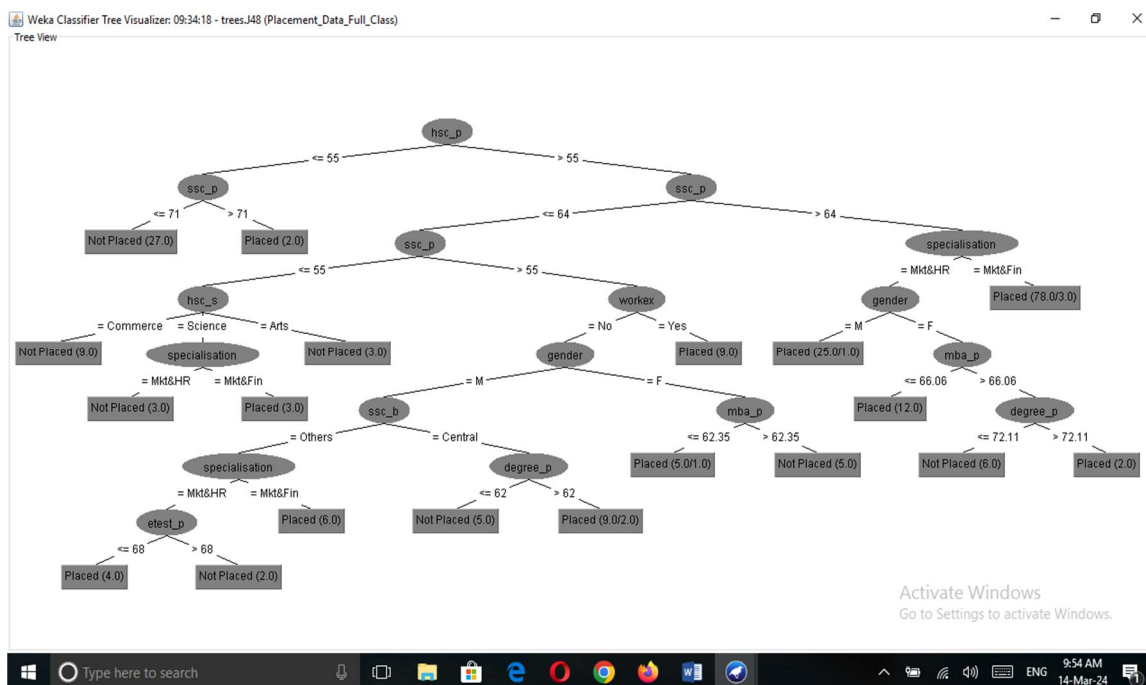 Weka Classifier Tree Visualizer: 09:34:18 - trees.J48 (Placement_Data_Full_Class)
Tree View
hsc_p
<= 55 > 55
ssc_p ssc_p
<= 71 > 71 <= 64 > 64
Not Placed (27.0) Placed (2.0) ssc_p specialisation
<= 55 > 55 = Mkt&HR = Mkt&Fin
hsc_s workex gender Placed (78.0/3.0)
= Commerce = Science = Arts = No = Yes = M = F
Not Placed (9.0) specialisation Not Placed (3.0) gender Placed (9.0) Placed (25.0/1.0) mba_p
= Mkt&HR = Mkt&Fin = M = F <= 66.06 > 66.06
Not Placed (3.0) Placed (3.0) ssc_b mba_p Placed (12.0) degree_p
= Others = Central <= 62.35 > 62.35 <= 72.11 > 72.11
specialisation degree_p Placed (5.0/1.0) Not Placed (5.0) Not Placed (6.0) Placed (2.0)
= Mkt&HR = Mkt&Fin <= 62 > 62
etest_p Placed (6.0) Not Placed (5.0) Placed (9.0/2.0)
<= 68 > 68
Placed (4.0) Not Placed (2.0)
Activate Windows
Go to Settings to activate Windows.
Type here to search
ENG
9:54 AM
14-Mar-24